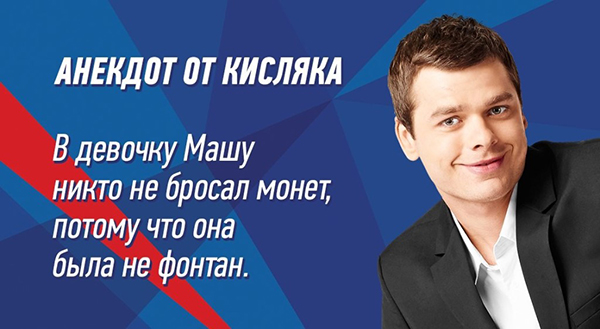 АНЕКДОТ ОТ КИСЛЯКА
В девочку Машу
никто не бросал монет,
потому что она
была не фонтан.